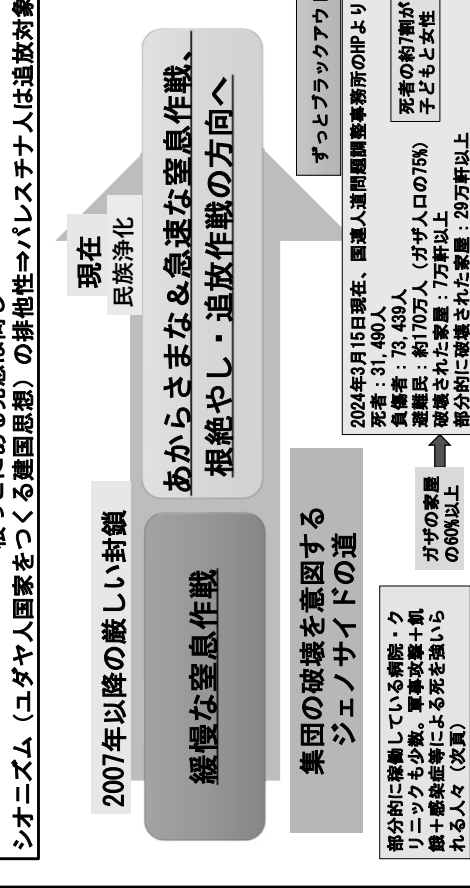 根っこにある発想は同じ
シオニズム（ユダヤ人国家をつくる建国思想）の排他性⇒パレスチナ人は追放対象
現在
民族浄化
2007年以降の厳しい封鎖
緩慢な窒息作戦
あからさまな&急速な窒息作戦、
根絶やし・追放作戦の方向へ
集団の破壊を意図する
ジェノサイドの道
ずっとブラックアウト
2024年3月15日現在、国連人道問題調整事務所のHPより
死者：31,490人
負傷者：73,439人
避難民：約170万人（ガザ人口の75%）
破壊された家屋：7万軒以上
部分的に破壊された家屋：29万軒以上
死者の約7割が
子どもと女性
ガザの家屋
の60%以上
部分的に稼働している病院・ク
リニックも少数。軍事攻撃＋飢
餓＋感染症等による死を強いら
れる人々（次頁）